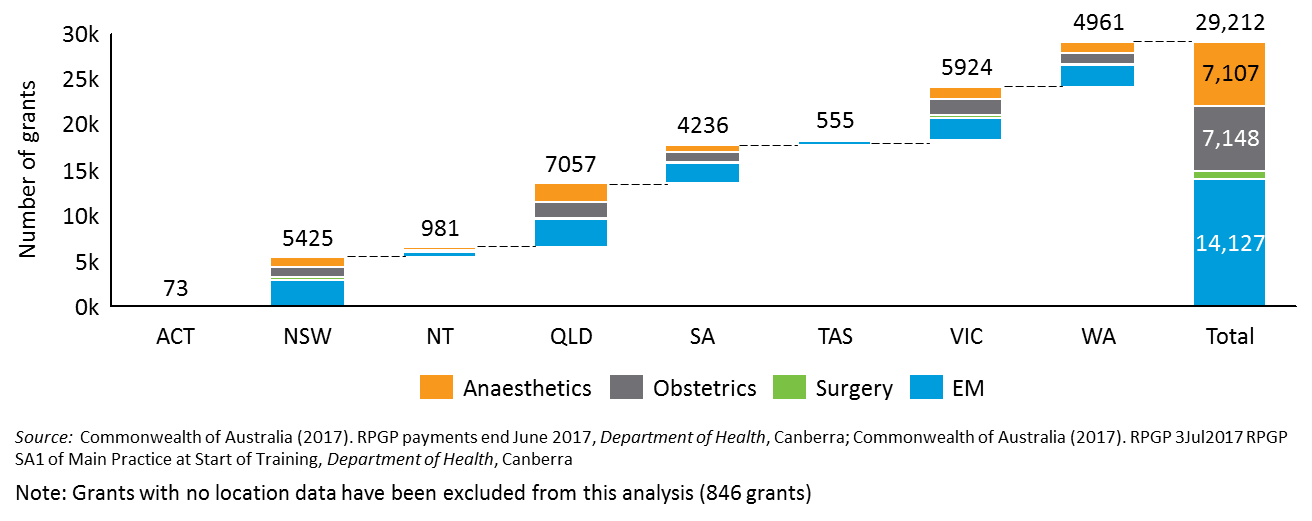 Number of grants
30k
25k
20k
15k
10k
5k
0k
73
5425
981
7057
4236
555
5924
4961
29,212
7,107
7,148
14,127
ACT NSW NT QLD SA TAS VIC WA Total
Anaesthetics Obstetrics Surgery EM
Source: Commonwealth of Australia (2017). RPGP payments end June 2017, Department of Health, Canberra; Commonwealth of Australia (2017). RPGP 3Jul2017 RPGP
SA1 of Main Practice at Start of Training, Department of Health, Canberra
Note: Grants with no location data have been excluded from this analysis (846 grants)